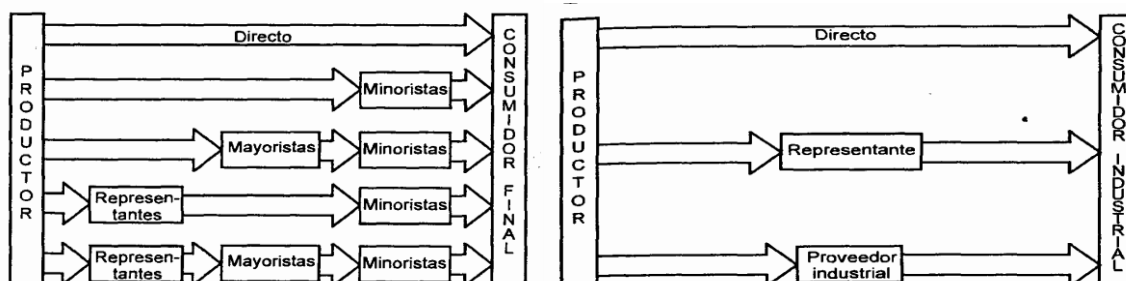 PRODUCTOR
Directo
Minoristas
Mayoristas
Minoristas
Represen-
tantes
Minoristas
Represen-
tantes
Mayoristas
Minoristas
CONSUMIDOR FINAL
PRODUCTOR
Directo
Representante
Proveedor
industrial
CONSUMIDOR INDUSTRIAL